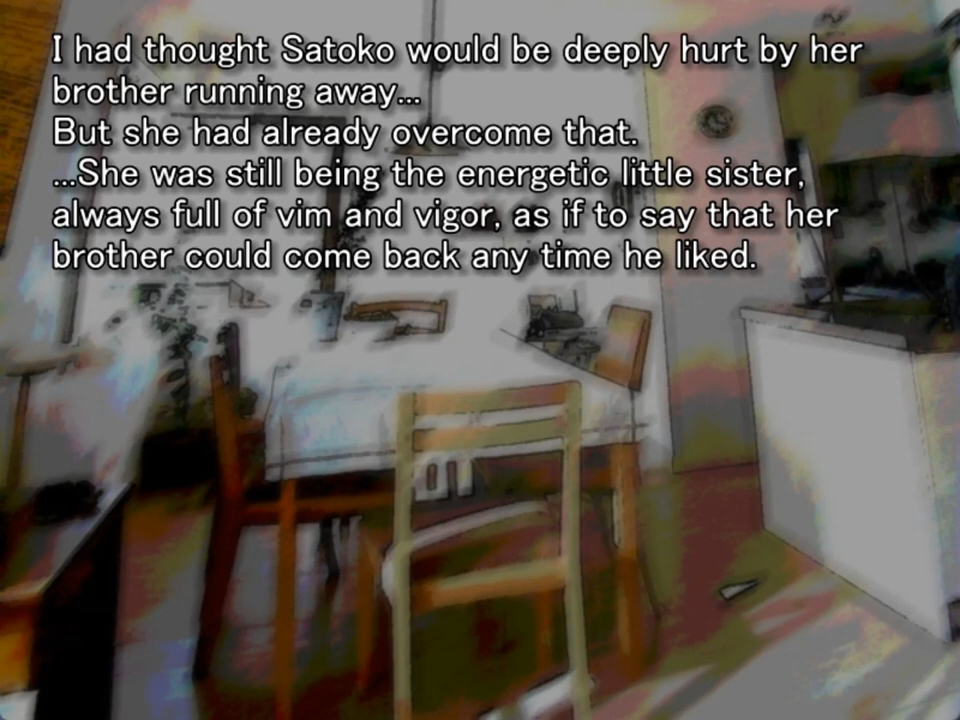 I had thought Satoko would be deeply hurt by her
brother running away...
But she had already overcome that.
...She was still being the energetic little sister,
always full of vim and vigor, as if to say that her
brother could come back any time he liked.